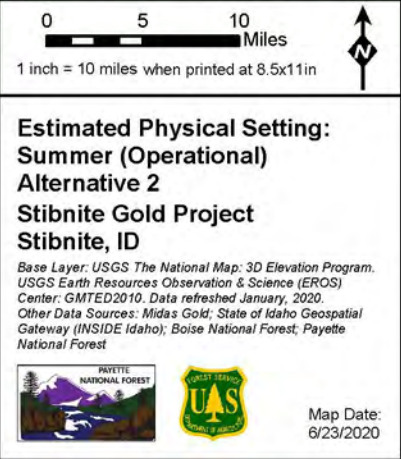 0 5 10
Miles
N
1 inch = 10 miles when printed at 8.5x11in
Estimated Physical Setting:
Summer (Operational)
Alternative 2
Stibnite Gold Project
Stibnite, ID
Base Layer: USGS The National Map: 3D Elevation Program.
USGS Earth Resources Observation & Science (EROS)
Center: GMTED2010. Data refreshed January, 2020.
Other Data Sources: Midas Gold; State of Idaho Geospatial
Gateway (INSIDE Idaho); Boise National Forest; Payette
National Forest
PAYETTE
NATIONAL FOREST
FOREST SERVICE
U S
DEPARTMENT OF AGRICULTURE
Map Date:
6/23/2020